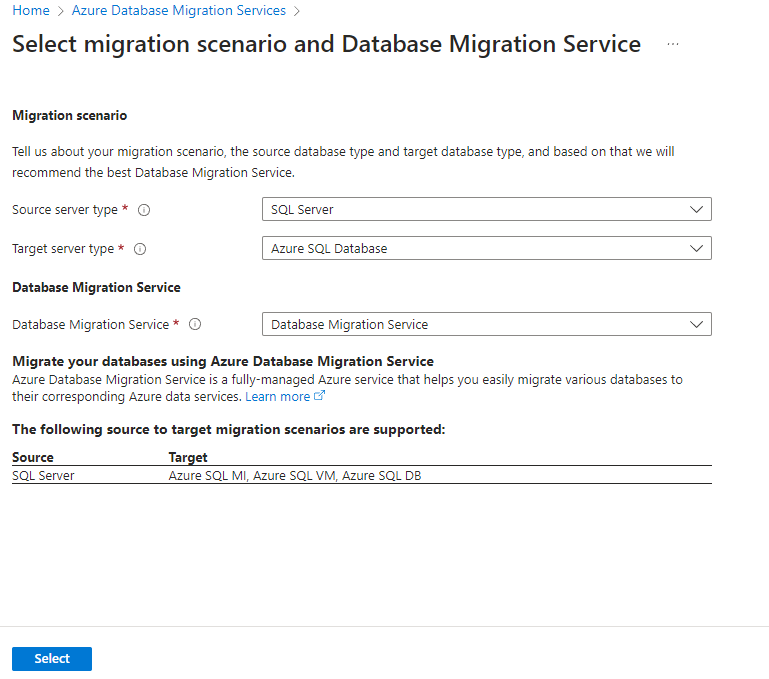 Home > Azure Database Migration Services >
Select migration scenario and Database Migration Service ...
Migration scenario
Tell us about your migration scenario, the source database type and target database type, and based on that we will
recommend the best Database Migration Service.
Source server type * SQL Server
Target server type * Azure SQL Database
Database Migration Service
Database Migration Service * Database Migration Service
Migrate your databases using Azure Database Migration Service
Azure Database Migration Service is a fully-managed Azure service that helps you easily migrate various databases to
their corresponding Azure data services. Learn more
The following source to target migration scenarios are supported:
Source Target
SQL Server Azure SQL MI, Azure SQL VM, Azure SQL DB
Select